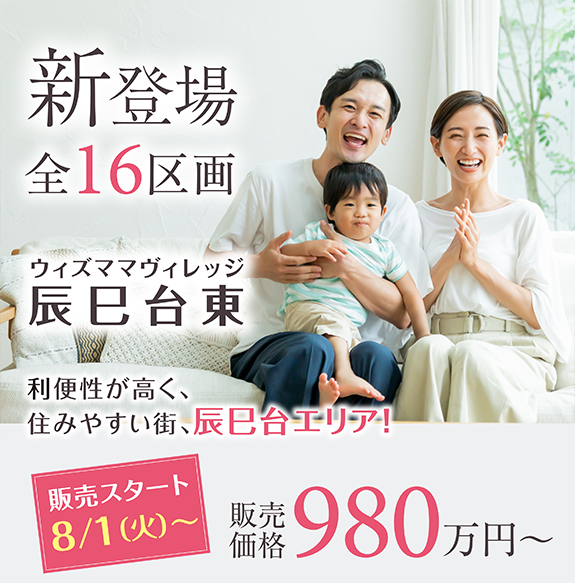 新登場
全16区画
ウィズママヴィレッジ
辰巳台東
利便性が高く、
住みやすい街、辰巳台エリア！
販売スタート
8/1(火)～
販売
価格980万円～